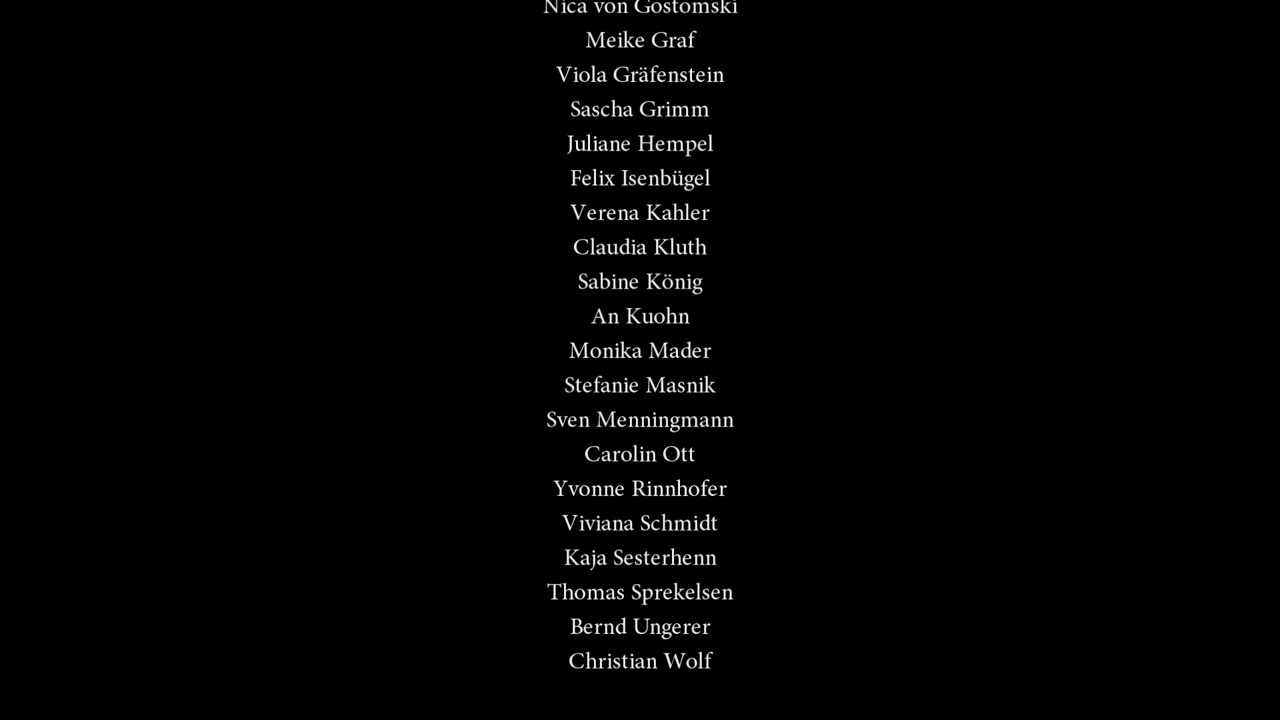 Nica von Gostomski
Meike Graf
Viola Gräfenstein
Sascha Grimm
Juliane Hempel
Felix Isenbügel
Verena Kahler
Claudia Kluth
Sabine König
An Kuohn
Monika Mader
Stefanie Masnik
Sven Menningmann
Carolin Ott
Yvonne Rinnhofer
Viviana Schmidt
Kaja Sesterhenn
Thomas Sprekelsen
Bernd Ungerer
Christian Wolf